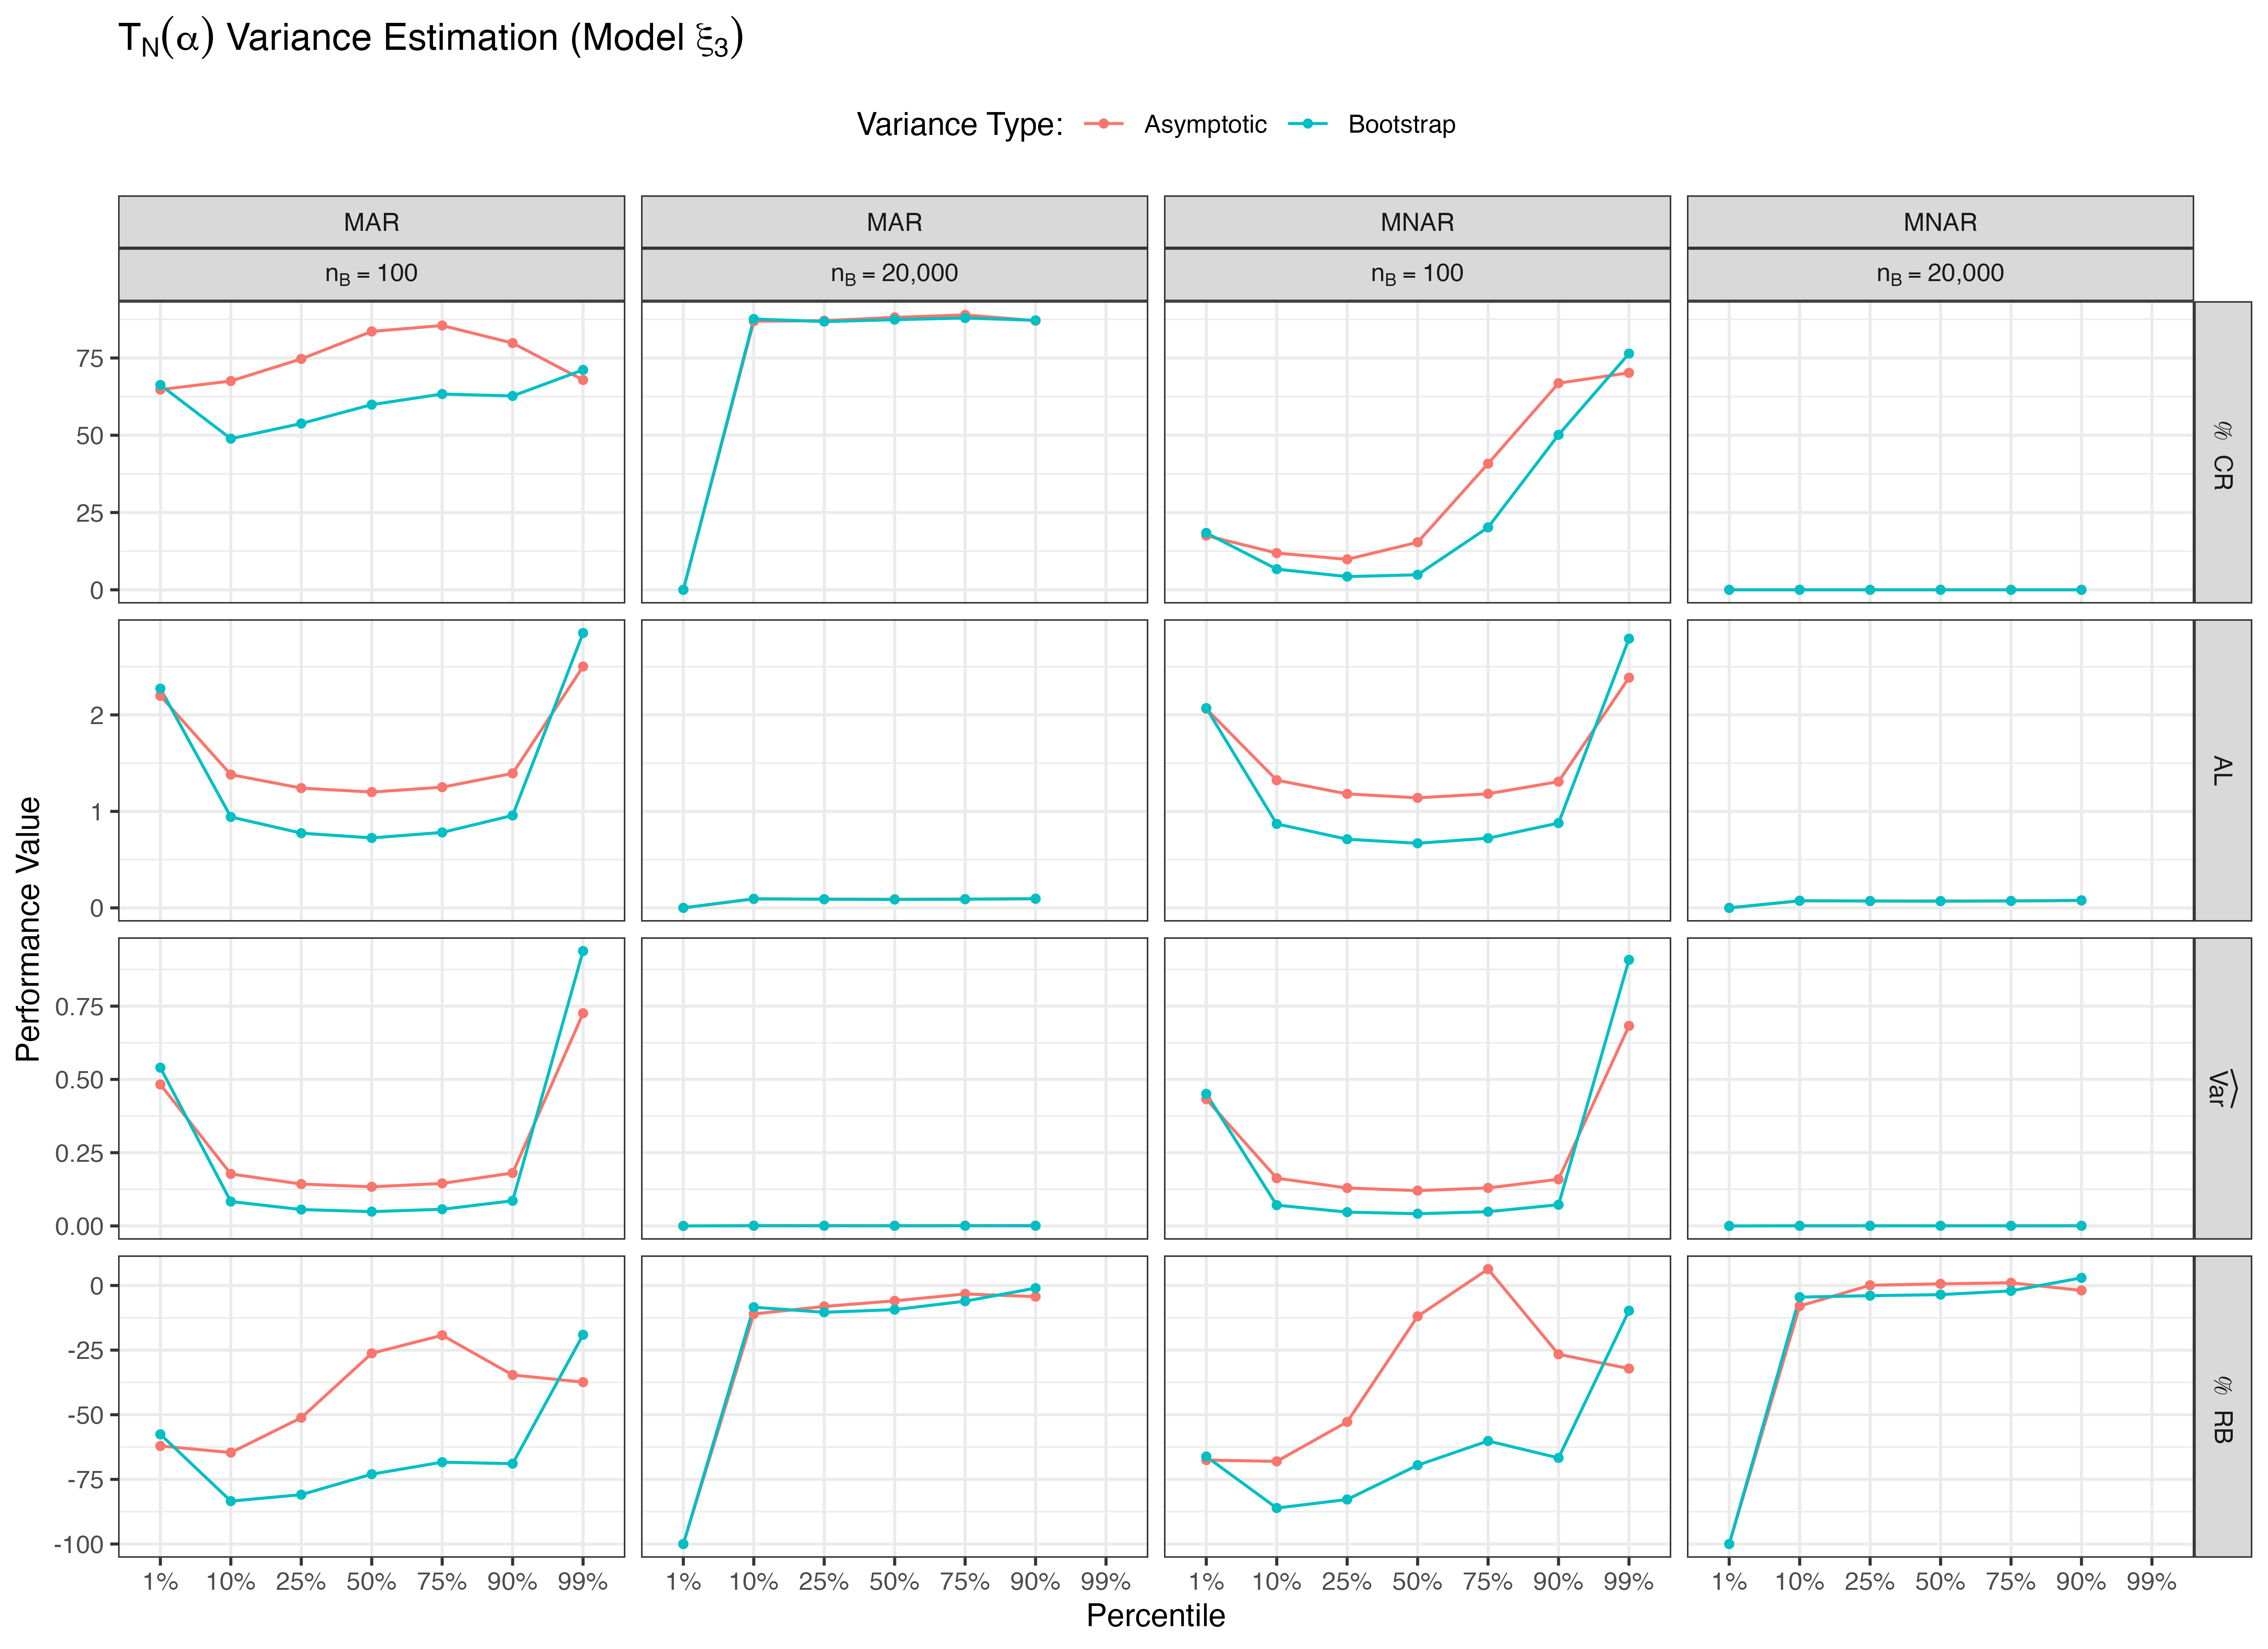 T_N(α) Variance Estimation (Model ξ_3)
Variance Type: Asymptotic Bootstrap
MAR MAR MNAR MNAR
n_B = 100 n_B = 20,000 n_B = 100 n_B = 20,000
75
50
25
0
% CR
2
1
0
AL
0.75
0.50
0.25
0.00
\widehat{Var}
0
-25
-50
-75
-100
% RB
Performance Value
1% 10% 25% 50% 75% 90% 99% 1% 10% 25% 50% 75% 90% 99% 1% 10% 25% 50% 75% 90% 99% 1% 10% 25% 50% 75% 90% 99%
Percentile